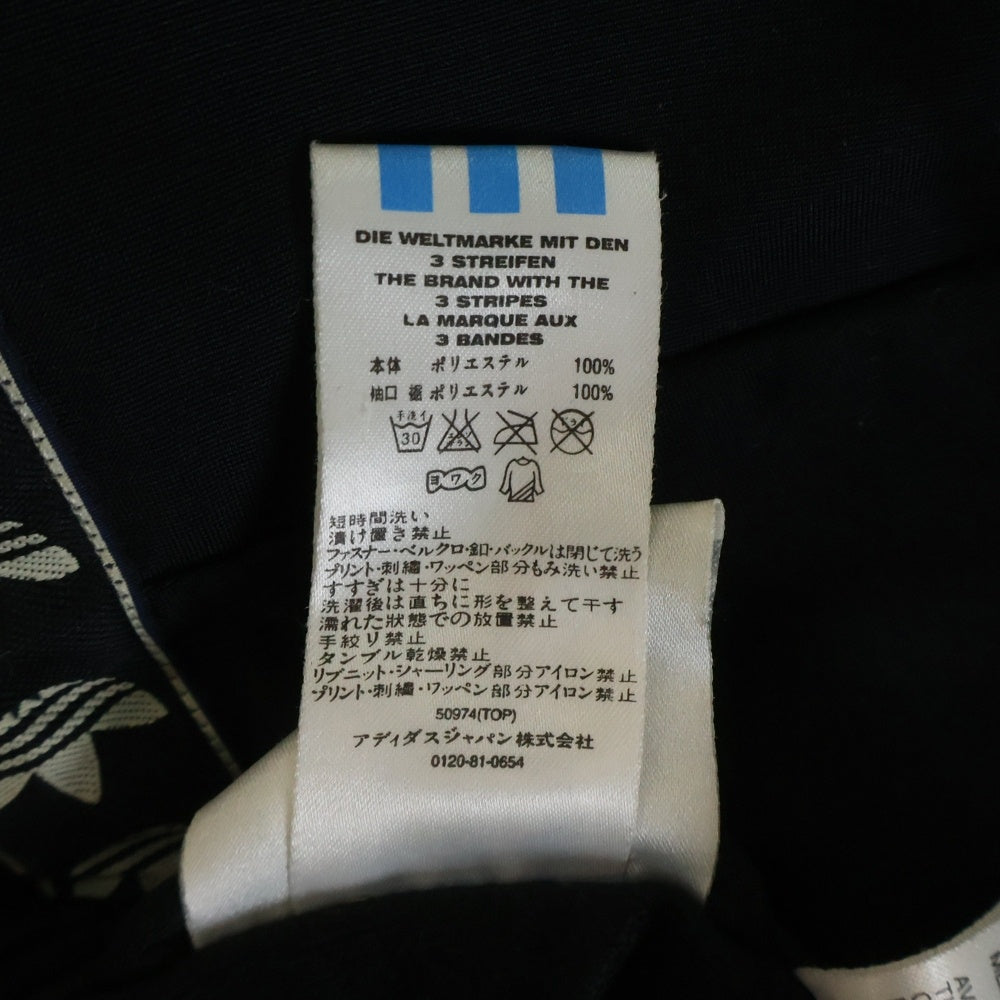 DIE WELTMARKE MIT DEN
3 STREIFEN
THE BRAND WITH THE
3 STRIPES
LA MARQUE AUX
3 BANDES
本体 ポリエステル 100%
袖口 裾 ポリエステル 100%
手洗イ
30
ヨワク
短時間洗い
漬け置き禁止
ファスナー・ベルクロ・釦・バックルは閉じて洗う
プリント・刺繍・ワッペン部分もみ洗い禁止
すすぎは十分に
洗濯後は直ちに形を整えて干す
濡れた状態での放置禁止
手絞り禁止
タンブル乾燥禁止
リブニット・シャーリング部分アイロン禁止
プリント・刺繍・ワッペン部分アイロン禁止
50974(TOP)
アディダスジャパン株式会社
0120-81-0654